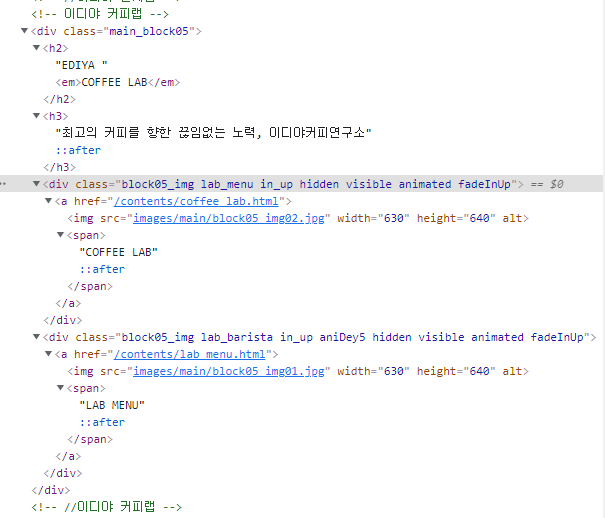 <!-- 이디야 커피랩 -->
<div class="main_block05">
<h2>
"EDIYA "
<em>COFFEE LAB</em>
</h2>
<h3>
"최고의 커피를 향한 끊임없는 노력, 이디야커피연구소"
::after
</h3>
<div class="block05_img lab_menu in_up hidden visible animated fadeInUp"> == $0
<a href="/contents/coffee_lab.html">
<img src="images/main/block05_img02.jpg" width="630" height="640" alt>
<span>
"COFFEE LAB"
::after
</span>
</a>
</div>
<div class="block05_img lab_barista in_up aniDey5 hidden visible animated fadeInUp">
<a href="/contents/lab_menu.html">
<img src="images/main/block05_img01.jpg" width="630" height="640" alt>
<span>
"LAB MENU"
::after
</span>
</a>
</div>
</div>
<!-- //이디야 커피랩 -->